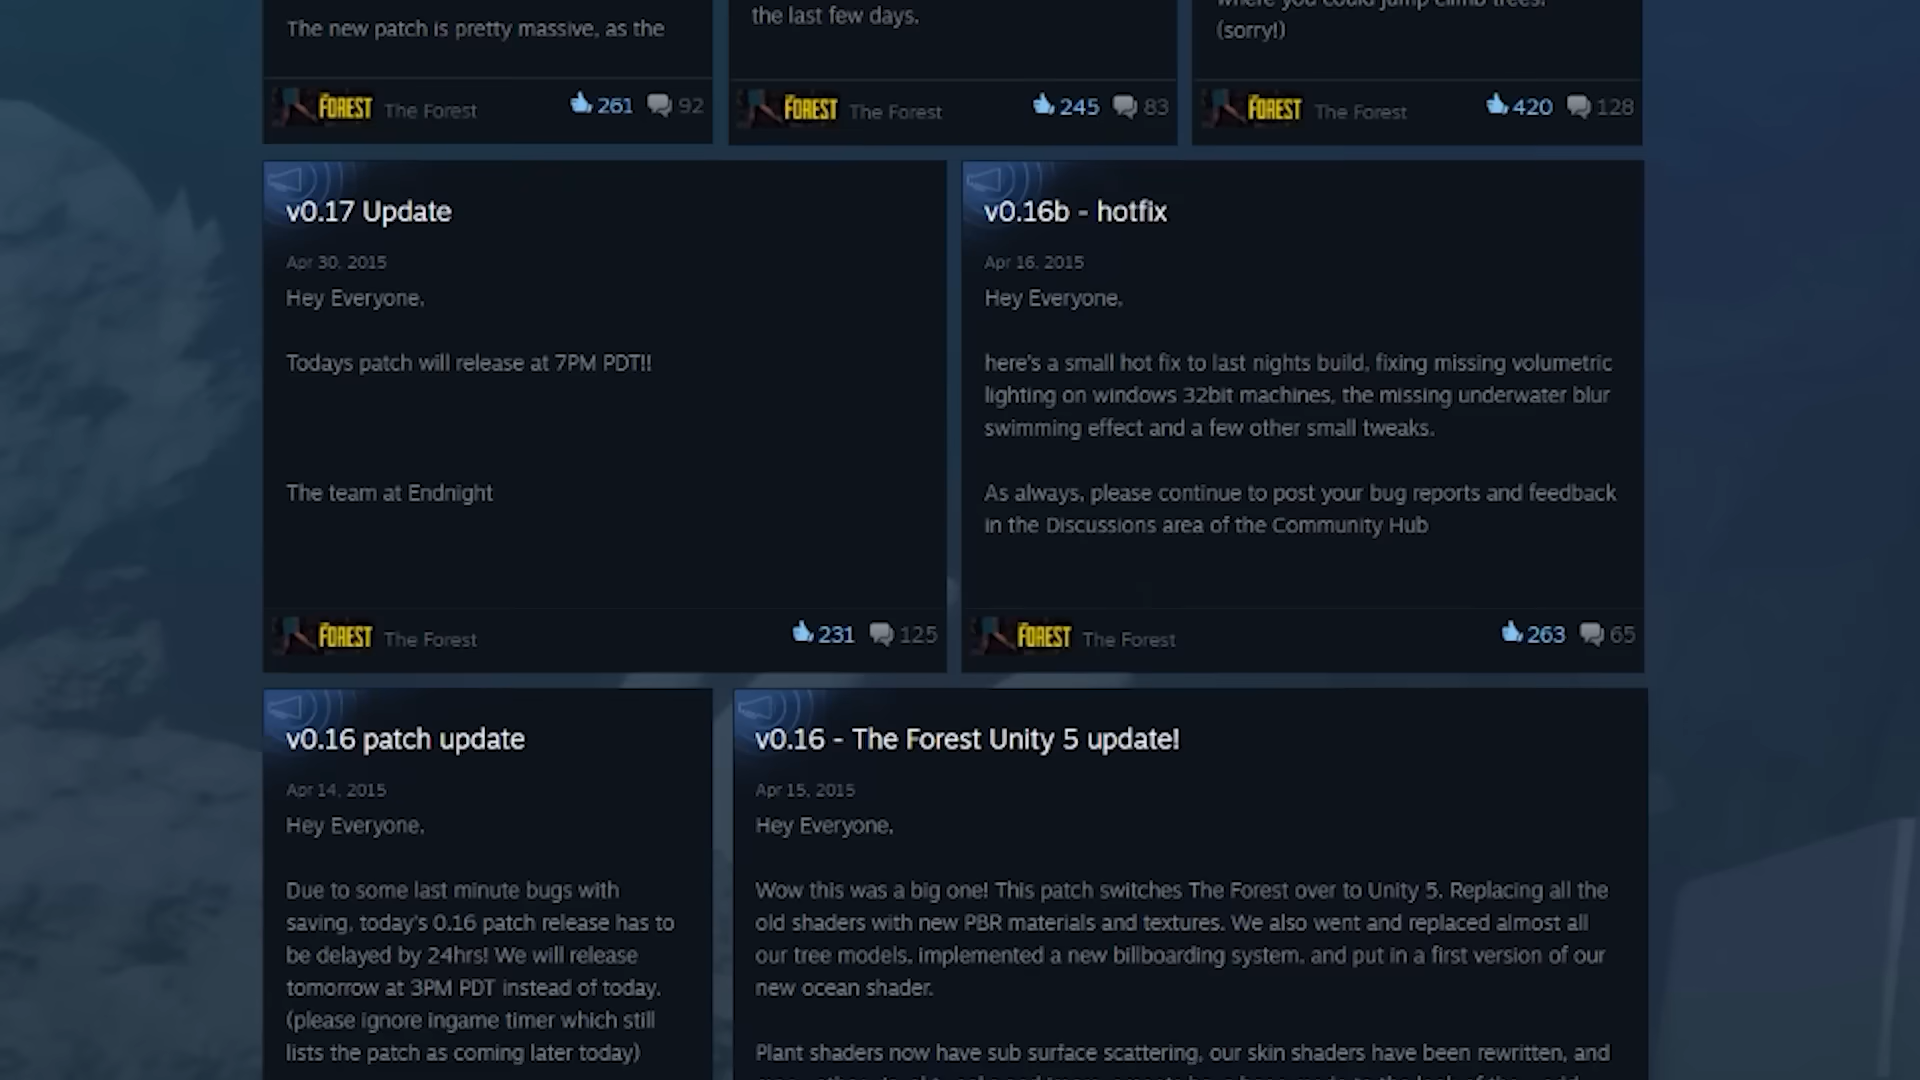 The new patch is pretty massive, as the
FOREST The Forest 261 92
the last few days.
FOREST The Forest 245 83
where you could jump climb trees.
(sorry!)
FOREST The Forest 420 128
v0.17 Update
Apr 30, 2015
Hey Everyone,
Todays patch will release at 7PM PDT!!
The team at Endnight
FOREST The Forest 231 125
v0.16b - hotfix
Apr 16, 2015
Hey Everyone,
here's a small hot fix to last nights build, fixing missing volumetric
lighting on windows 32bit machines, the missing underwater blur
swimming effect and a few other small tweaks.
As always, please continue to post your bug reports and feedback
in the Discussions area of the Community Hub
FOREST The Forest 263 65
v0.16 patch update
Apr 14, 2015
Hey Everyone,
Due to some last minute bugs with
saving, today's 0.16 patch release has to
be delayed by 24hrs! We will release
tomorrow at 3PM PDT instead of today.
(please ignore ingame timer which still
lists the patch as coming later today)
v0.16 - The Forest Unity 5 update!
Apr 15, 2015
Hey Everyone,
Wow this was a big one! This patch switches The Forest over to Unity 5. Replacing all the
old shaders with new PBR materials and textures. We also went and replaced almost all
our tree models, implemented a new billboarding system, and put in a first version of our
new ocean shader.
Plant shaders now have sub surface scattering, our skin shaders have been rewritten, and